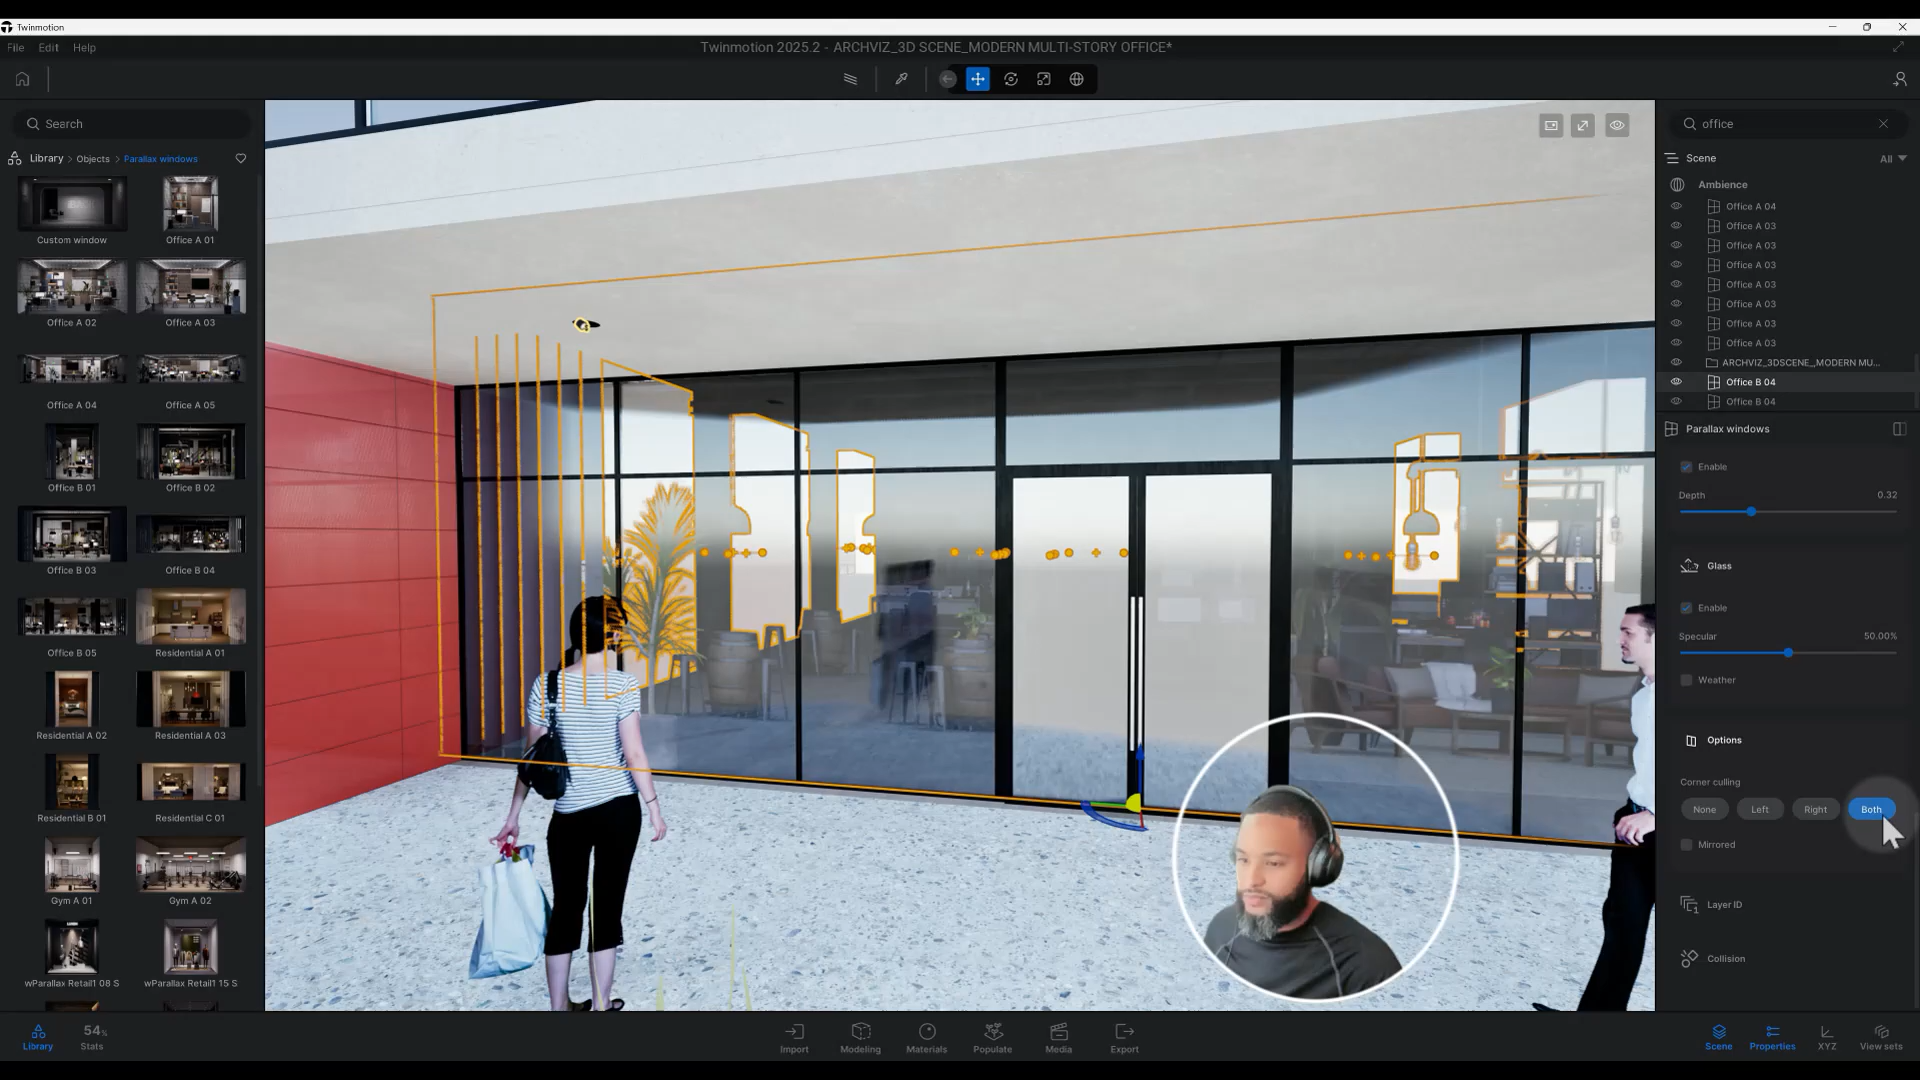 Twinmotion
File Edit Help
Twinmotion 2025.2 - ARCHVIZ_3D SCENE_MODERN MULTI-STORY OFFICE*
Search
Library > Objects > Parallax windows
Custom window
Office A 01
Office A 02
Office A 03
Office A 04
Office A 05
Office B 01
Office B 02
Office B 03
Office B 04
Office B 05
Residential A 01
Residential A 02
Residential A 03
Residential B 01
Residential C 01
Gym A 01
Gym A 02
wParallax Retail1 08 S
wParallax Retail1 15 S
office
Scene
All
Ambience
Office A 04
Office A 03
Office A 03
Office A 03
Office A 03
Office A 03
Office A 03
Office A 03
ARCHVIZ_3DSCENE_MODERN MU...
Office B 04
Office B 04
Parallax windows
Enable
Depth 0.32
Glass
Enable
Specular 50.00%
Weather
Options
Corner culling
None Left Right Both
Mirrored
Layer ID
Collision
Library
54%
Stats
Import
Modeling
Materials
Populate
Media
Export
Scene
Properties
XYZ
View sets